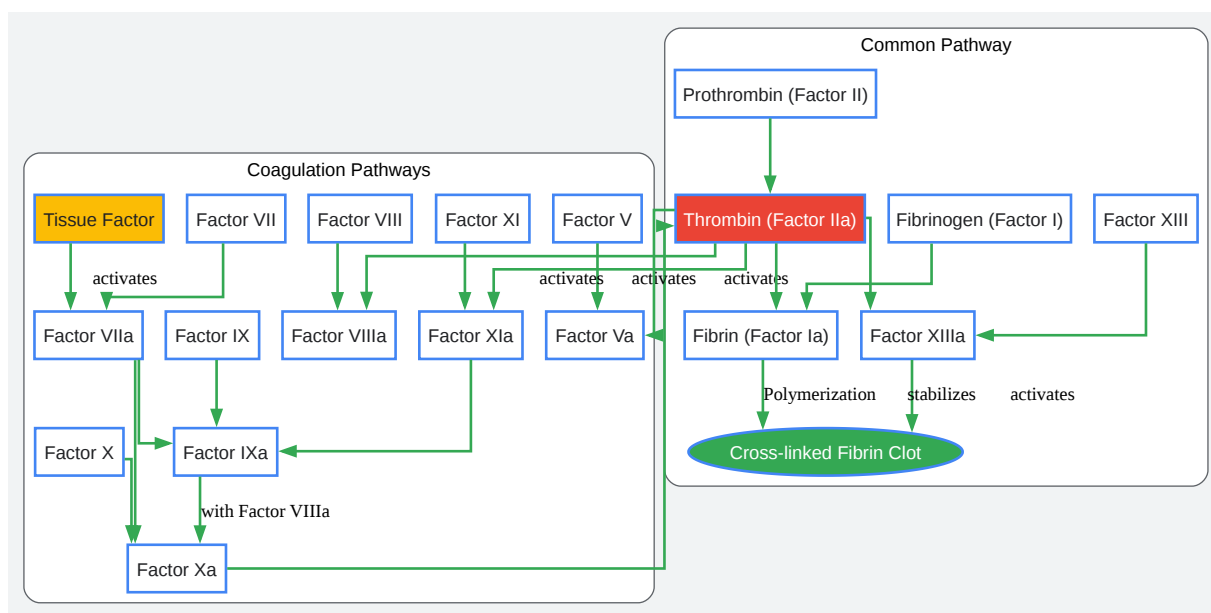 Common Pathway
Prothrombin (Factor II)
Coagulation Pathways
Tissue Factor
Factor VII
Factor VIII
Factor XI
Factor V
Thrombin (Factor IIa)
Fibrinogen (Factor I)
Factor XIII
activates
activates
activates
activates
Factor VIIa
Factor IX
Factor VIIIa
Factor XIa
Factor Va
Fibrin (Factor Ia)
Factor XIIIa
Polymerization
stabilizes
activates
Factor X
Factor IXa
Cross-linked Fibrin Clot
with Factor VIIIa
Factor Xa